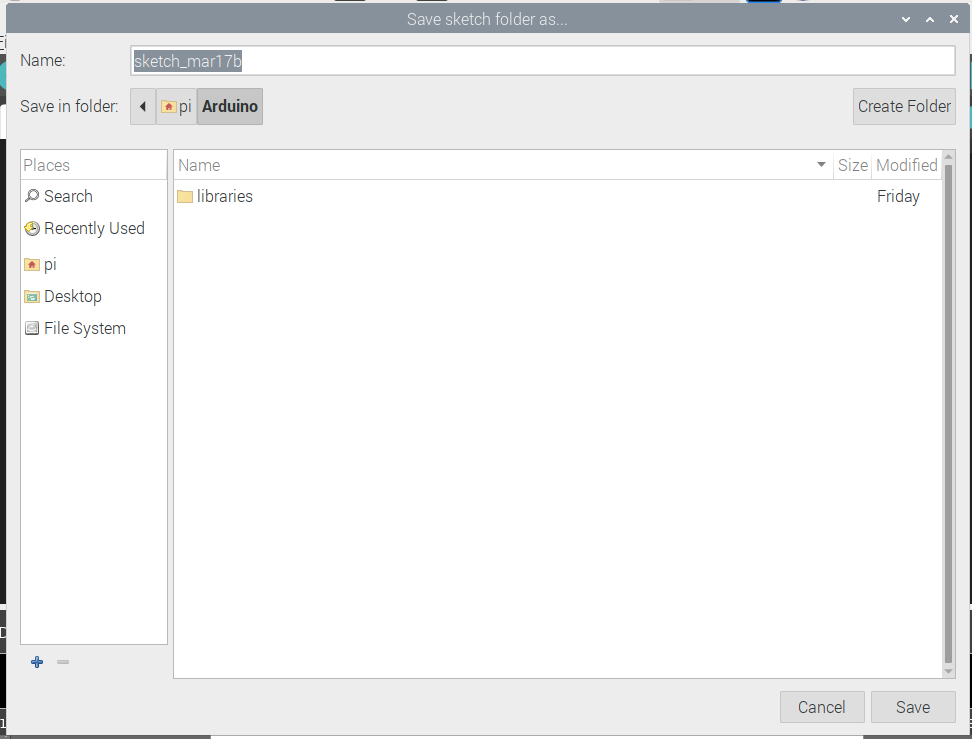 Save sketch folder as...
Name: sketch_mar17b
Save in folder: pi Arduino Create Folder
Places
Search
Recently Used
pi
Desktop
File System
Name Size Modified
libraries Friday
Cancel Save